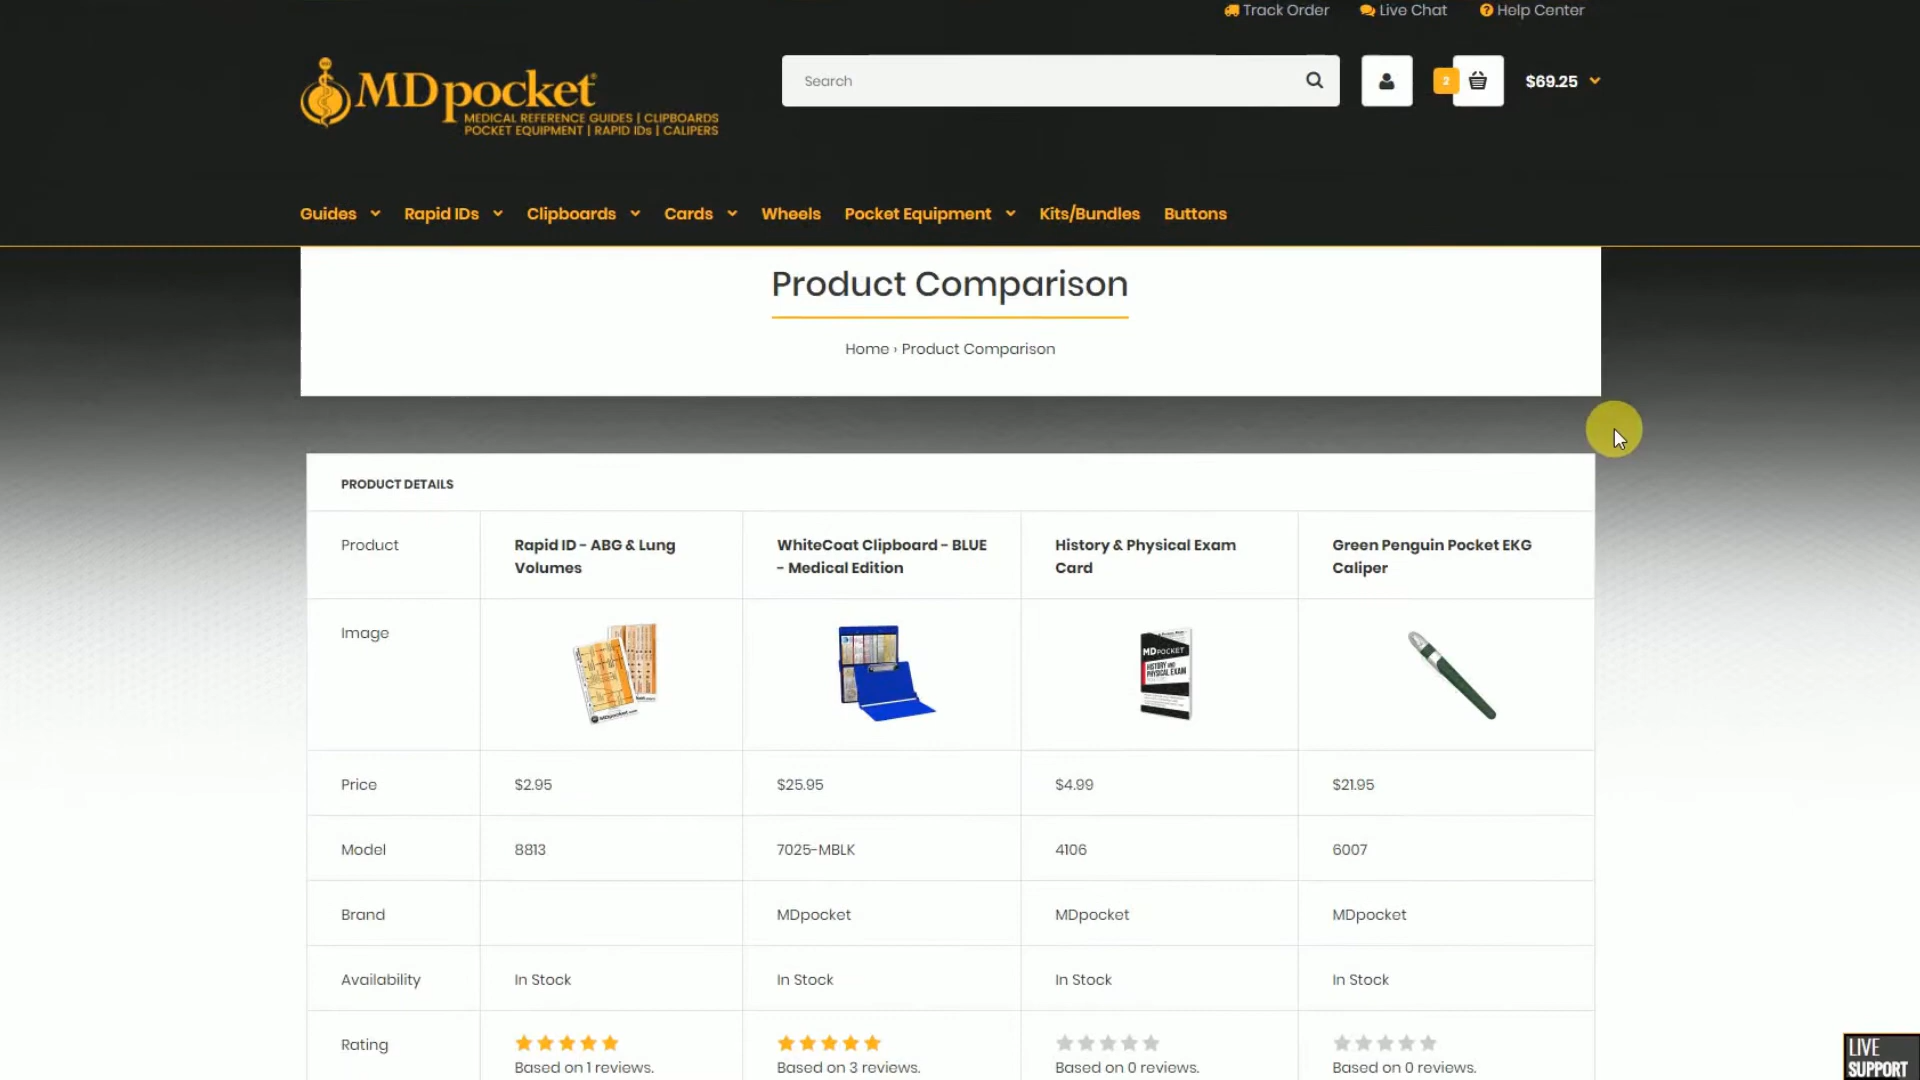 Track Order Live Chat Help Center
MDpocket
MEDICAL REFERENCE GUIDES | CLIPBOARDS
POCKET EQUIPMENT | RAPID IDs | CALIPERS
Search
2
$69.25
Guides Rapid IDs Clipboards Cards Wheels Pocket Equipment Kits/Bundles Buttons
Product Comparison
Home › Product Comparison
PRODUCT DETAILS
Product
Rapid ID - ABG & Lung
Volumes
WhiteCoat Clipboard - BLUE
- Medical Edition
History & Physical Exam
Card
Green Penguin Pocket EKG
Caliper
Image
MDPOCKET
HISTORY AND
PHYSICAL EXAM
Price $2.95 $25.95 $4.99 $21.95
Model 8813 7025-MBLK 4106 6007
Brand MDpocket MDpocket MDpocket
Availability In Stock In Stock In Stock In Stock
Rating
Based on 1 reviews. Based on 3 reviews. Based on 0 reviews. Based on 0 reviews.
LIVE
SUPPORT